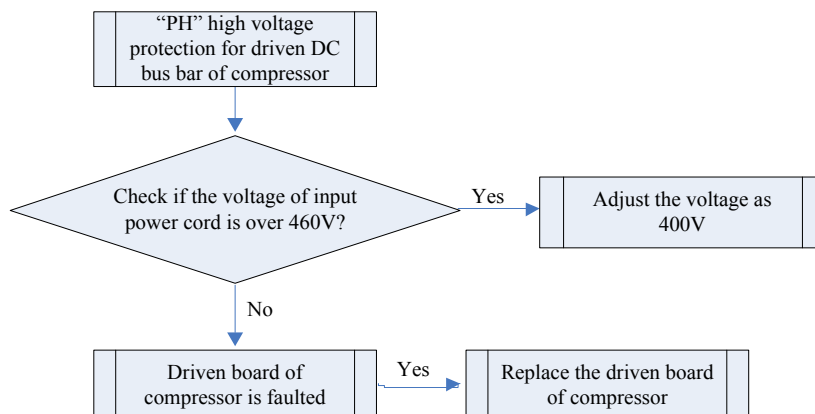 “PH” high voltage
protection for driven DC
bus bar of compressor
Check if the voltage of input
power cord is over 460V?
Yes
Adjust the voltage as
400V
No
Driven board of
compressor is faulted
Yes
Replace the driven board
of compressor